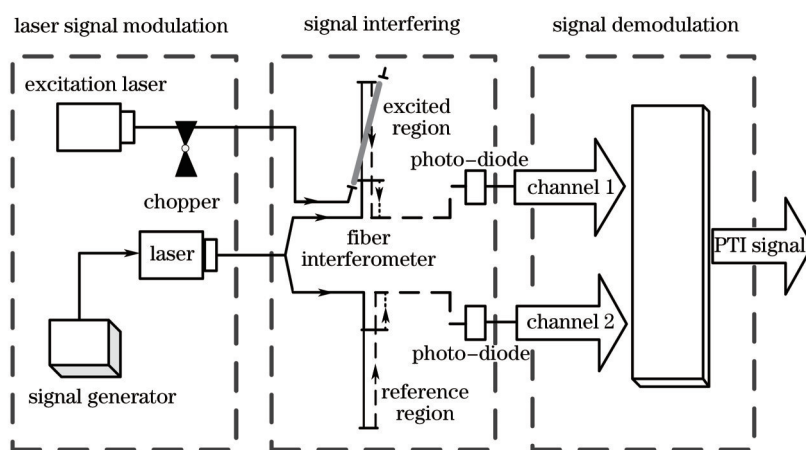 laser signal modulation
signal interfering
signal demodulation
excitation laser
chopper
laser
signal generator
excited
region
photo-diode
fiber
interferometer
photo-diode
reference
region
channel 1
channel 2
PTI signal